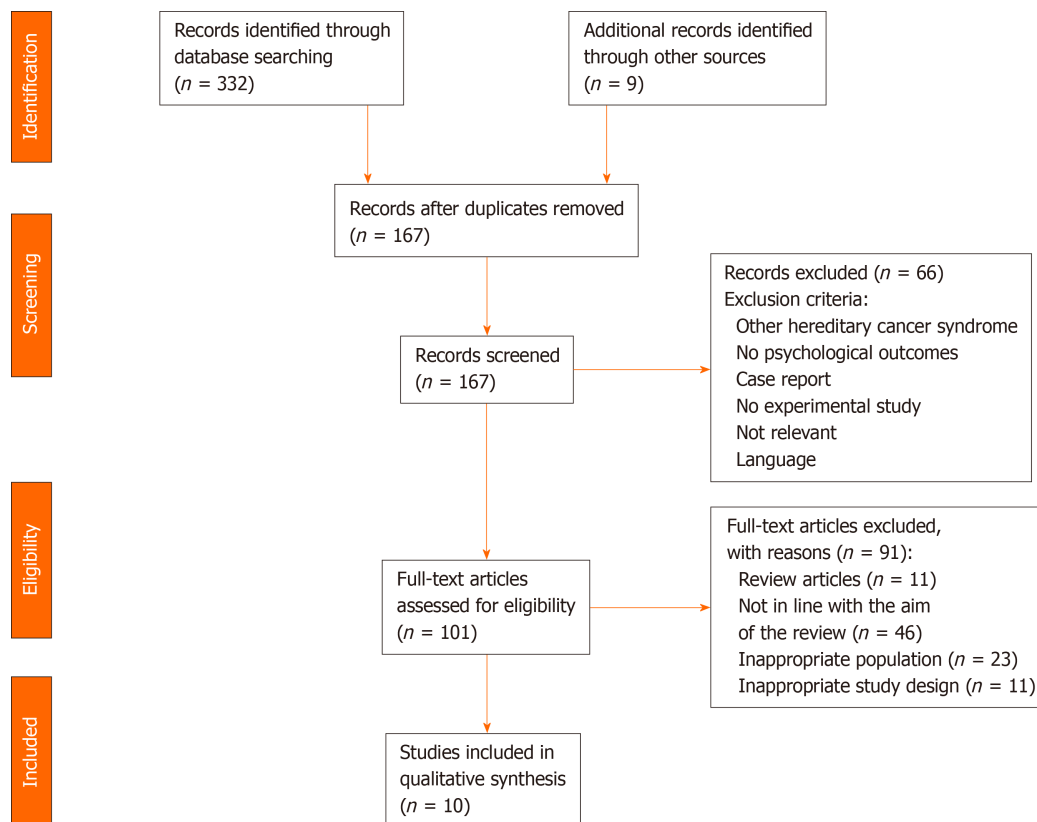 Identification
Records identified through
database searching
(n = 332)
Additional records identified
through other sources
(n = 9)
Records after duplicates removed
(n = 167)
Screening
Records screened
(n = 167)
Records excluded (n = 66)
Exclusion criteria:
Other hereditary cancer syndrome
No psychological outcomes
Case report
No experimental study
Not relevant
Language
Eligibility
Full-text articles
assessed for eligibility
(n = 101)
Full-text articles excluded,
with reasons (n = 91):
Review articles (n = 11)
Not in line with the aim
of the review (n = 46)
Inappropriate population (n = 23)
Inappropriate study design (n = 11)
Included
Studies included in
qualitative synthesis
(n = 10)